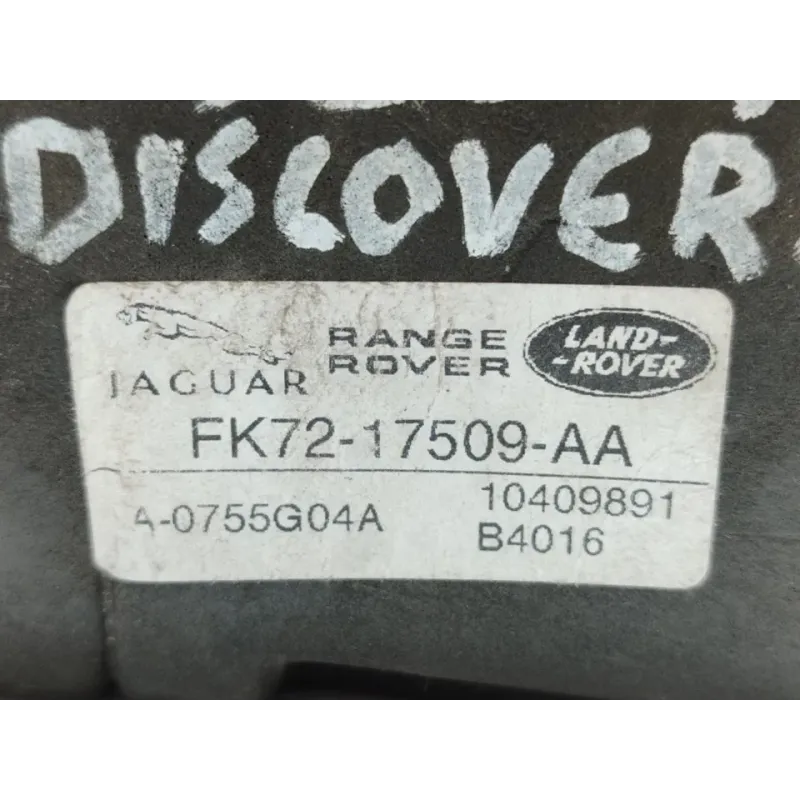 DISCOVER
JAGUAR
RANGE
ROVER
LAND-
-ROVER
FK72-17509-AA
A-0755G04A
10409891
B4016